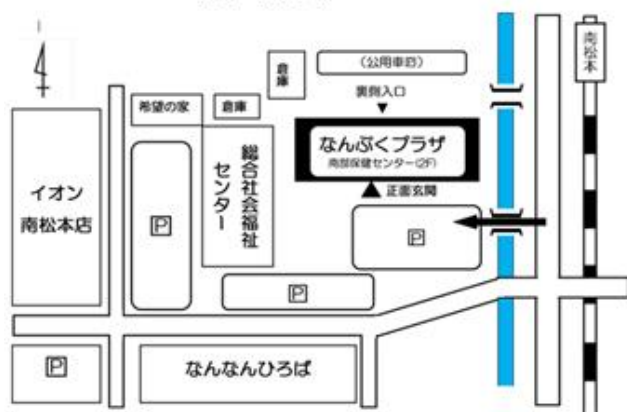 南松本
(公用車①)
倉庫
裏側入口
希望の家
倉庫
なんぷくプラザ
南部保健センター(2F)
正面玄関
総合社会福祉
センター
イオン
南松本店
P
P
P
P
なんなんひろば